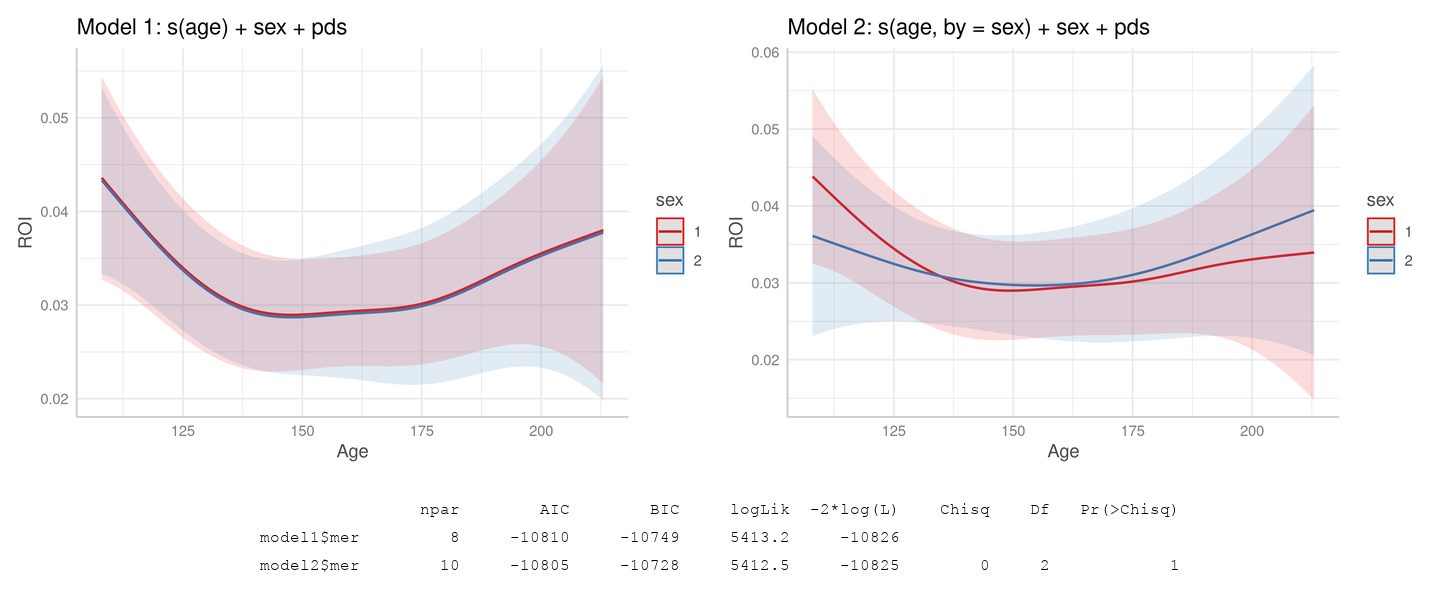 Model 1: s(age) + sex + pds
0.05
0.04
0.03
0.02
ROI
125 150 175 200
Age
sex
1
2
Model 2: s(age, by = sex) + sex + pds
0.06
0.05
0.04
0.03
0.02
ROI
125 150 175 200
Age
sex
1
2
npar AIC BIC logLik -2*log(L) Chisq Df Pr(>Chisq)
model1$mer 8 -10810 -10749 5413.2 -10826
model2$mer 10 -10805 -10728 5412.5 -10825 0 2 1